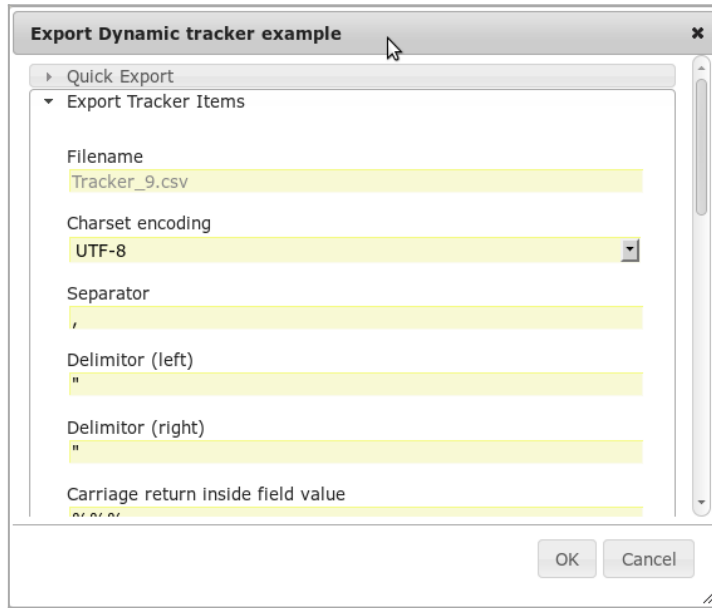 Export Dynamic tracker example
Quick Export
Export Tracker Items
Filename
Tracker_9.csv
Charset encoding
UTF-8
Separator
,
Delimitor (left)
"
Delimitor (right)
"
Carriage return inside field value
%%%
OK Cancel